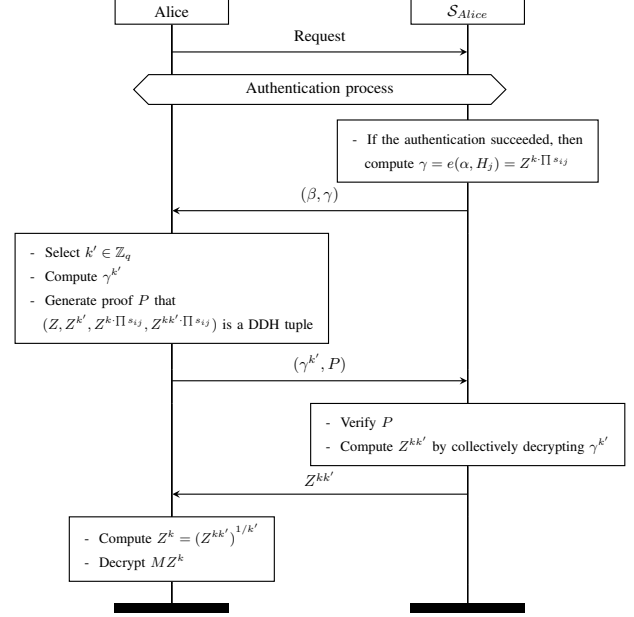 Alice
𝒮_{Alice}
Request
Authentication process
- If the authentication succeeded, then
compute γ = e(α, H_j) = Z^{k·∏ s_{ij}}
(β, γ)
- Select k′ ∈ ℤ_q
- Compute γ^{k′}
- Generate proof P that
(Z, Z^{k′}, Z^{k·∏ s_{ij}}, Z^{kk′·∏ s_{ij}}) is a DDH tuple
(γ^{k′}, P)
- Verify P
- Compute Z^{kk′} by collectively decrypting γ^{k′}
Z^{kk′}
- Compute Z^k = (Z^{kk′})^{1/k′}
- Decrypt MZ^k